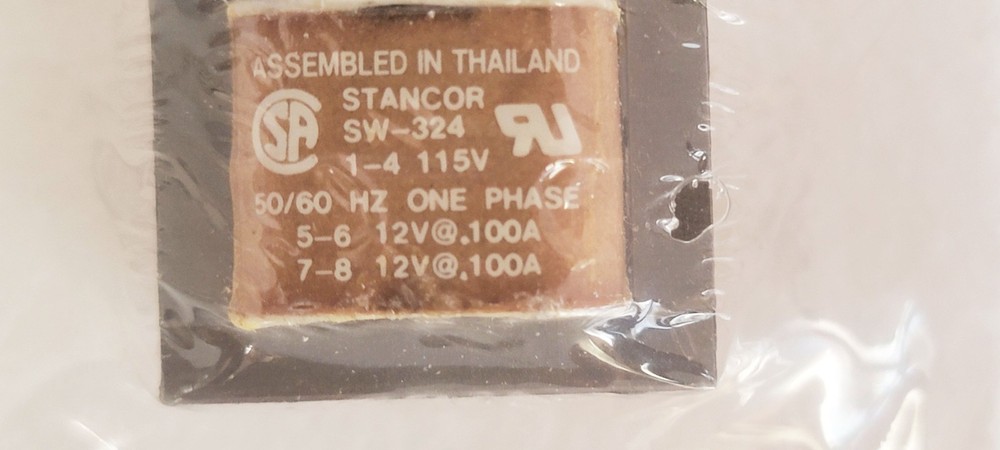 ASSEMBLED IN THAILAND
STANCOR
SW-324
1-4 115V
50/60 HZ ONE PHASE
5-6 12V@.100A
7-8 12V@.100A